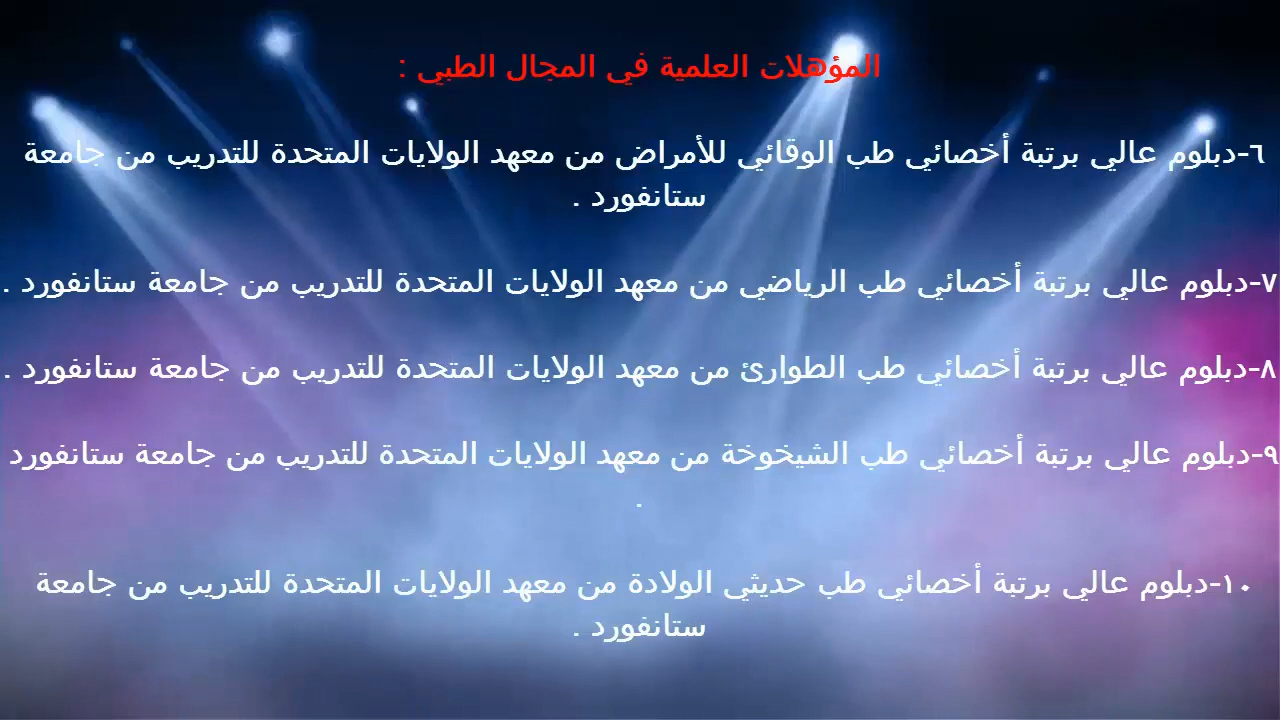 المؤهلات العلمية في المجال الطبي :
٦-دبلوم عالي برتبة أخصائي طب الوقائي للأمراض من معهد الولايات المتحدة للتدريب من جامعة
ستانفورد .
٧-دبلوم عالي برتبة أخصائي طب الرياضي من معهد الولايات المتحدة للتدريب من جامعة ستانفورد .
٨-دبلوم عالي برتبة أخصائي طب الطوارئ من معهد الولايات المتحدة للتدريب من جامعة ستانفورد .
٩-دبلوم عالي برتبة أخصائي طب الشيخوخة من معهد الولايات المتحدة للتدريب من جامعة ستانفورد
.
١٠-دبلوم عالي برتبة أخصائي طب حديثي الولادة من معهد الولايات المتحدة للتدريب من جامعة
ستانفورد .